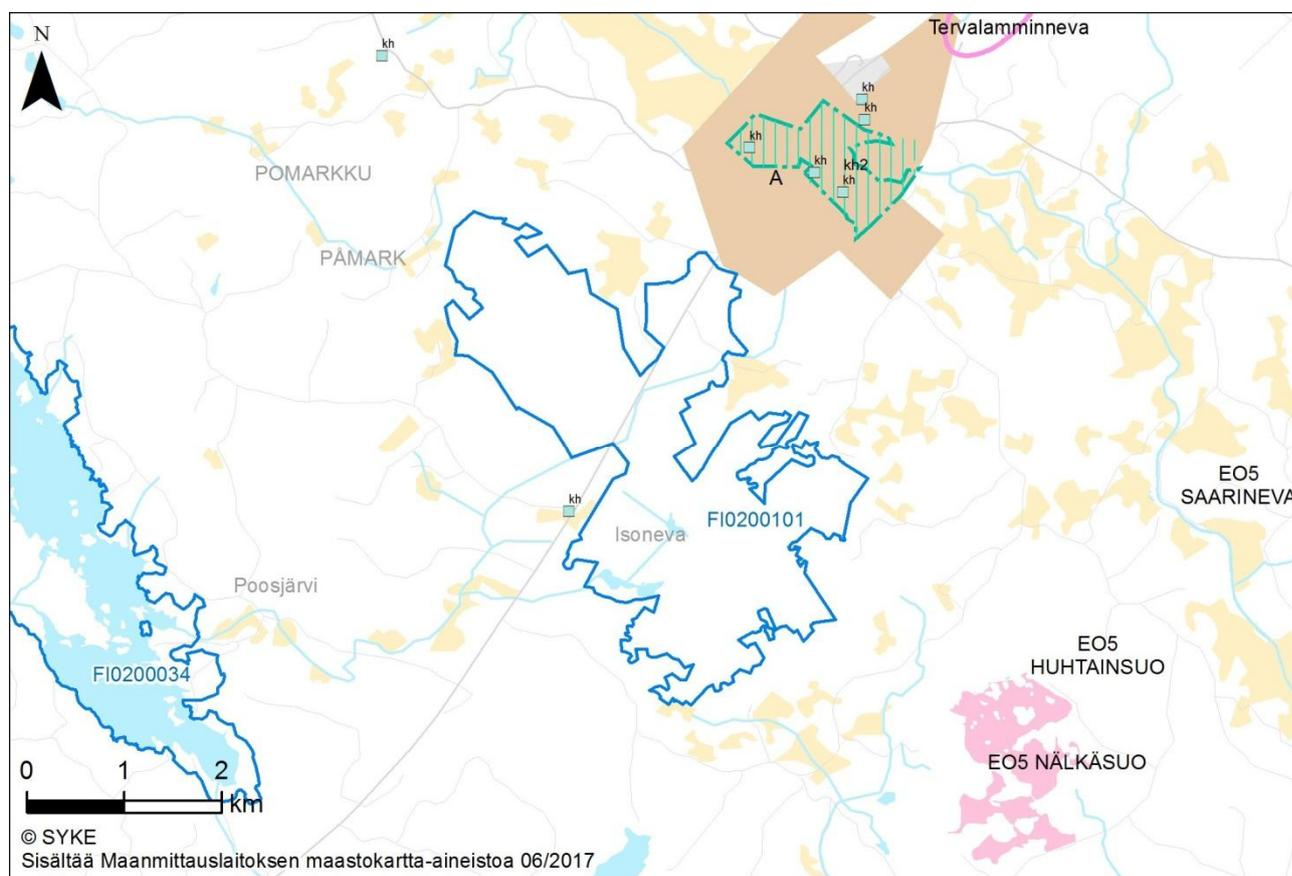 N
Tervalamminneva
kh
kh
kh
kh
kh
kh2
A
kh
POMARKKU
PÅMARK
EO5
SAARINEVA
FI0200101
kh
Isoneva
Poosjärvi
EO5
HUHTAINSUO
FI0200034
EO5 NÄLKÄSUO
0 1 2
km
© SYKE
Sisältää Maanmittauslaitoksen maastokartta-aineistoa 06/2017